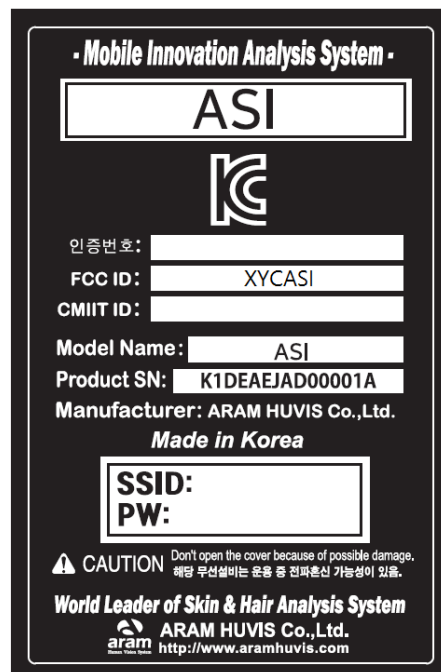 - Mobile Innovation Analysis System -
ASI
인증번호:
FCC ID: XYCASI
CMIIT ID:
Model Name: ASI
Product SN: K1DEAEJAD00001A
Manufacturer: ARAM HUVIS Co.,Ltd.
Made in Korea
SSID:
PW:
CAUTION Don't open the cover because of possible damage.
해당 무선설비는 운용 중 전파혼신 가능성이 있음.
World Leader of Skin & Hair Analysis System
aram ARAM HUVIS Co.,Ltd.
Human Vision System http://www.aramhuvis.com